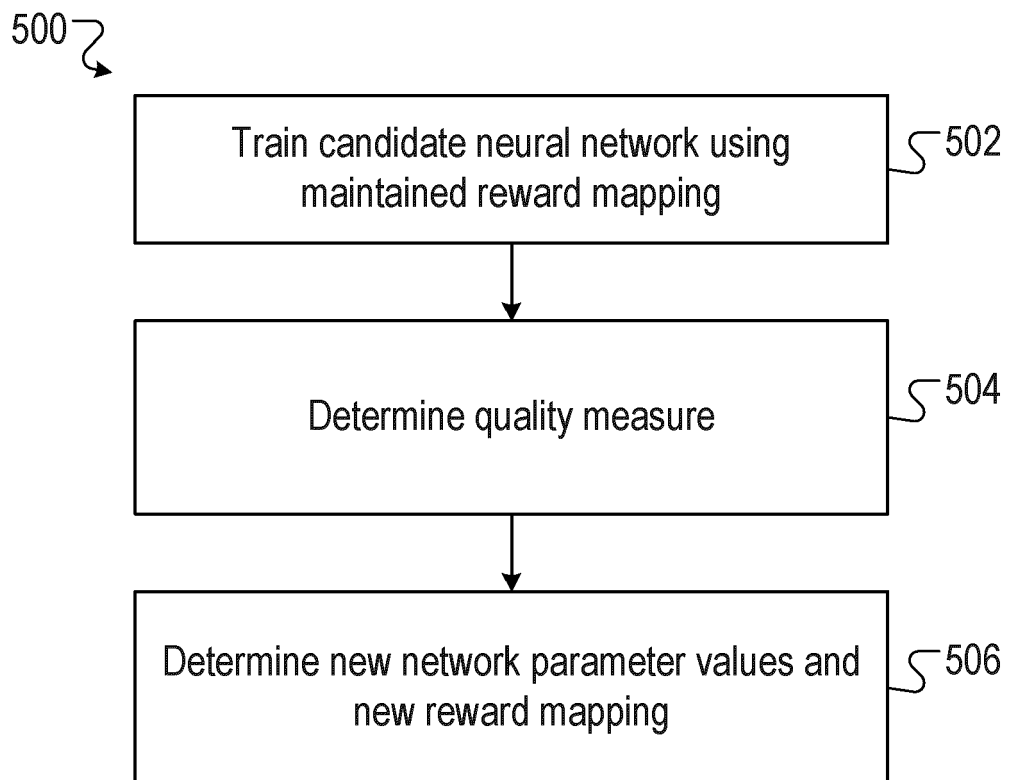 500
Train candidate neural network using
maintained reward mapping
502
Determine quality measure
504
Determine new network parameter values and
new reward mapping
506